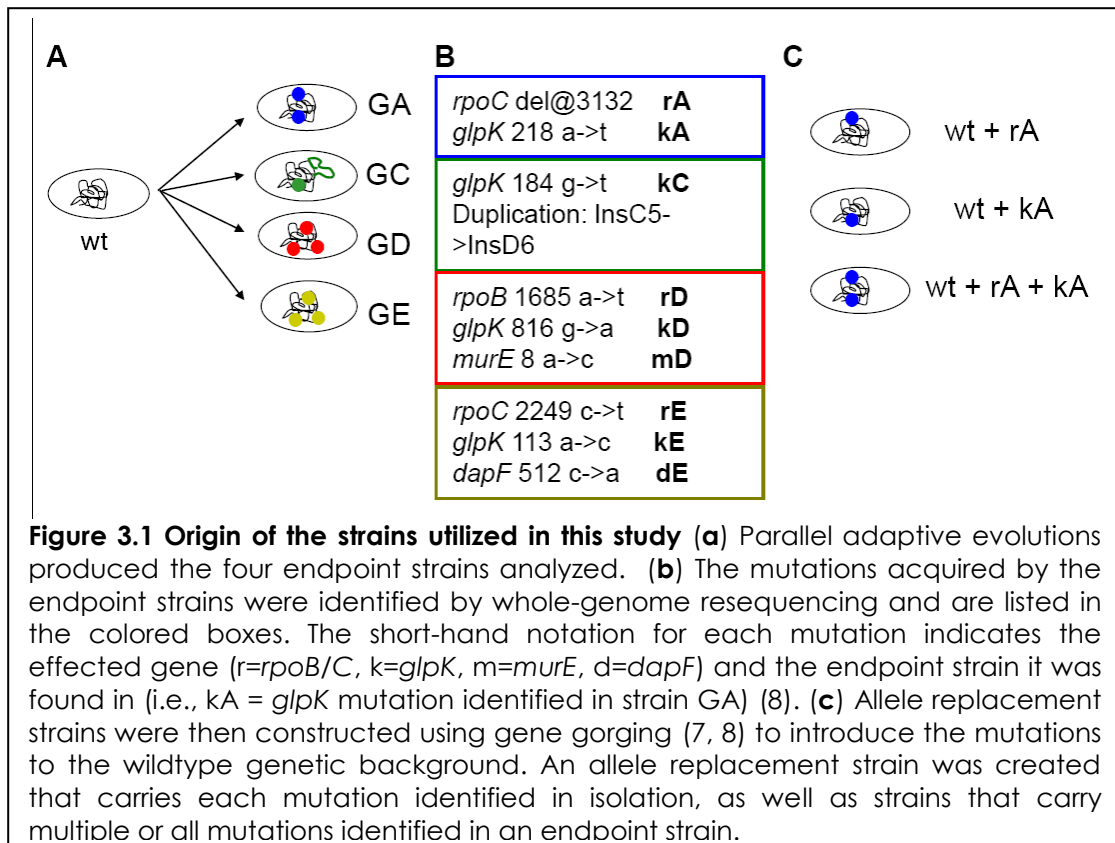 A
wt
GA
GC
GD
GE
B
rpoC del@3132 rA
glpK 218 a->t kA
glpK 184 g->t kC
Duplication: InsC5-
>InsD6
rpoB 1685 a->t rD
glpK 816 g->a kD
murE 8 a->c mD
rpoC 2249 c->t rE
glpK 113 a->c kE
dapF 512 c->a dE
C
wt + rA
wt + kA
wt + rA + kA
Figure 3.1 Origin of the strains utilized in this study (a) Parallel adaptive evolutions
produced the four endpoint strains analyzed. (b) The mutations acquired by the
endpoint strains were identified by whole-genome resequencing and are listed in
the colored boxes. The short-hand notation for each mutation indicates the
effected gene (r=rpoB/C, k=glpK, m=murE, d=dapF) and the endpoint strain it was
found in (i.e., kA = glpK mutation identified in strain GA) (8). (c) Allele replacement
strains were then constructed using gene gorging (7, 8) to introduce the mutations
to the wildtype genetic background. An allele replacement strain was created
that carries each mutation identified in isolation, as well as strains that carry
multiple or all mutations identified in an endpoint strain.